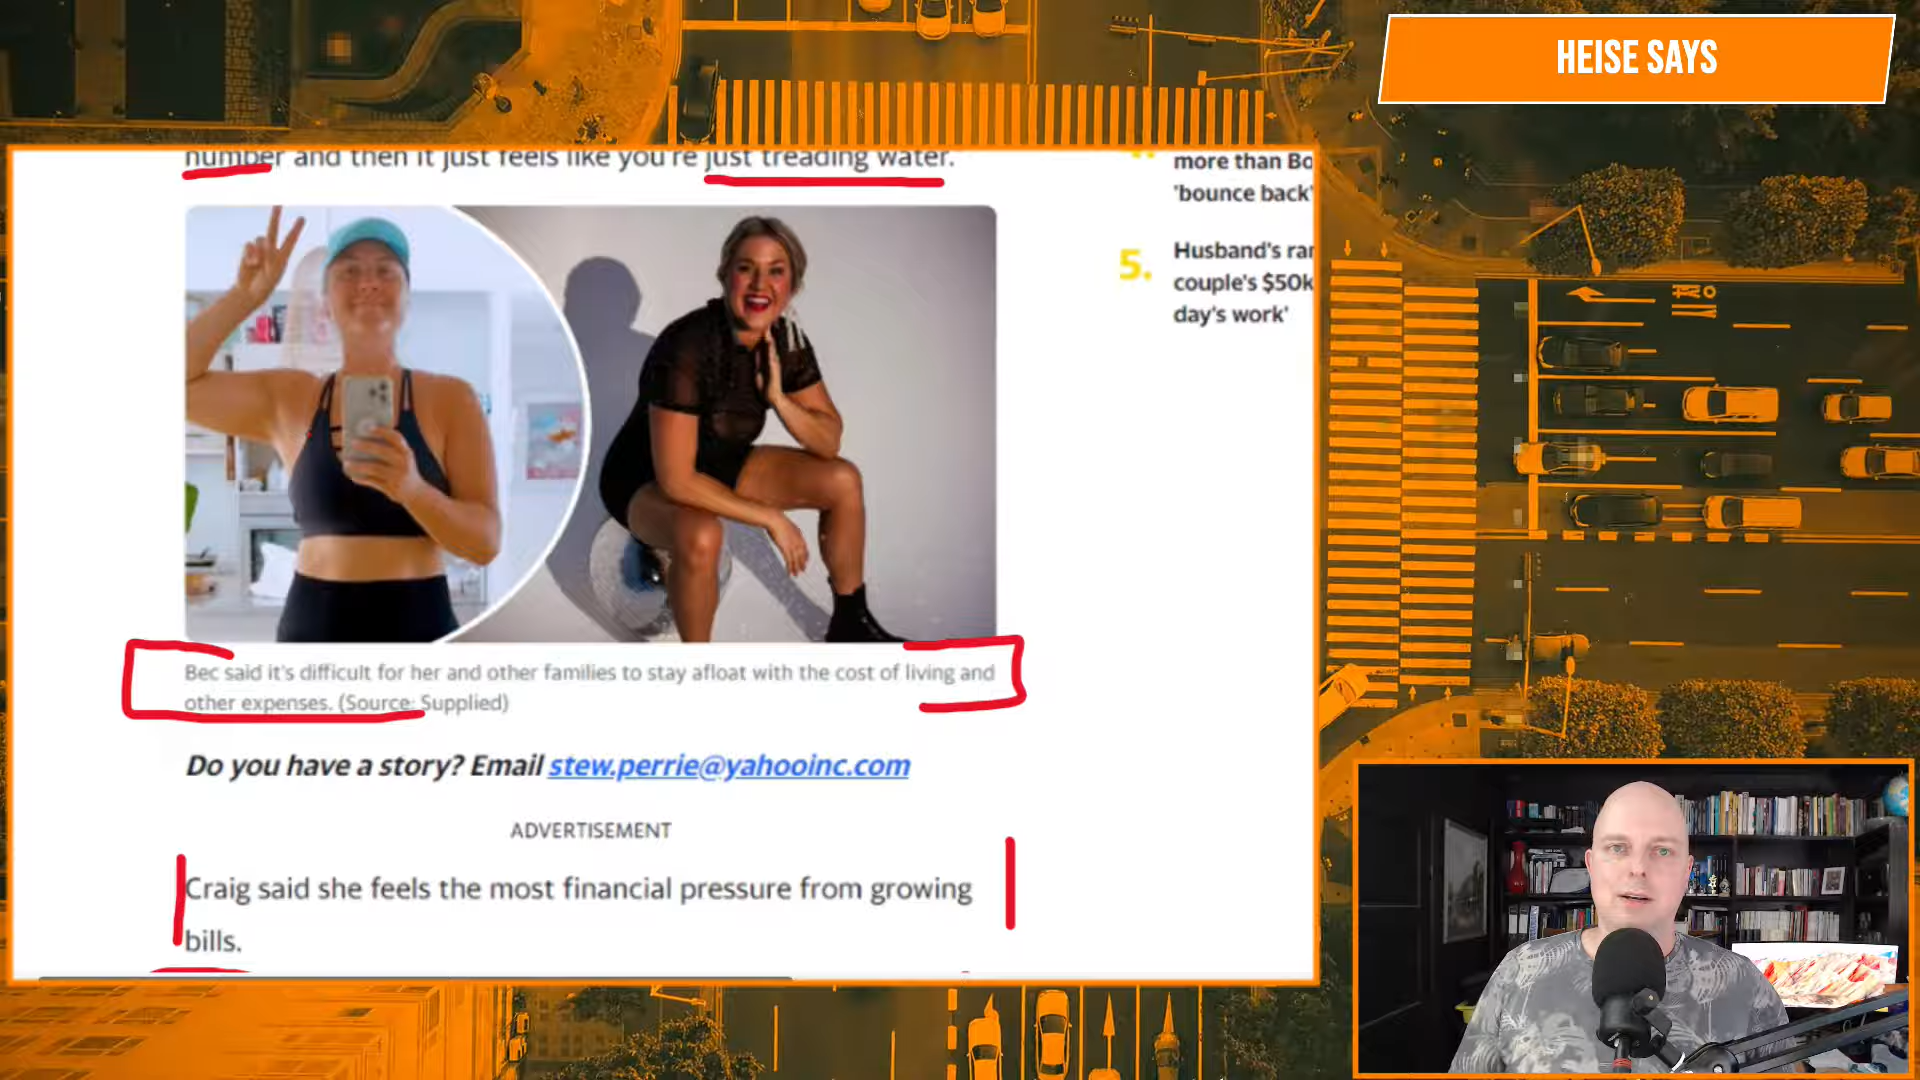 HEISE SAYS
number and then it just feels like you're just treading water.
Bec said it's difficult for her and other families to stay afloat with the cost of living and
other expenses. (Source: Supplied)
Do you have a story? Email stew.perrie@yahooinc.com
ADVERTISEMENT
Craig said she feels the most financial pressure from growing
bills.
more than Bo
'bounce back'
5. Husband's rar
couple's $50k
day's work'